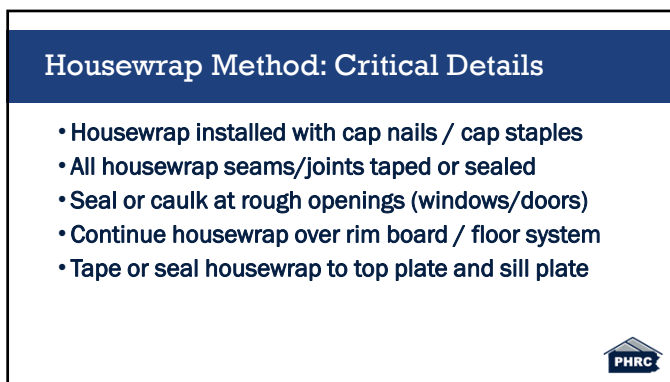 Housewrap Method: Critical Details
• Housewrap installed with cap nails / cap staples
• All housewrap seams/joints taped or sealed
• Seal or caulk at rough openings (windows/doors)
• Continue housewrap over rim board / floor system
• Tape or seal housewrap to top plate and sill plate
PHRC